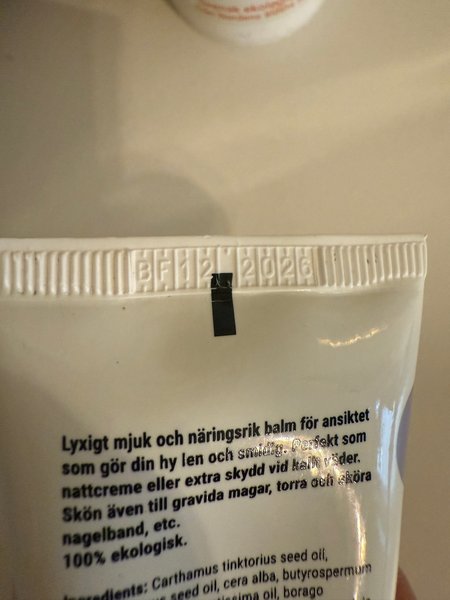 BF 12 2026
Lyxigt mjuk och näringsrik balm för ansiktet
som gör din hy len och smidig. Perfekt som
nattcreme eller extra skydd vid kallt väder.
Skön även till gravida magar, torra och sköra
nagelband, etc.
100% ekologisk.
Ingredients: Carthamus tinktorius seed oil,
seed oil, cera alba, butyrospermum
oil, borago